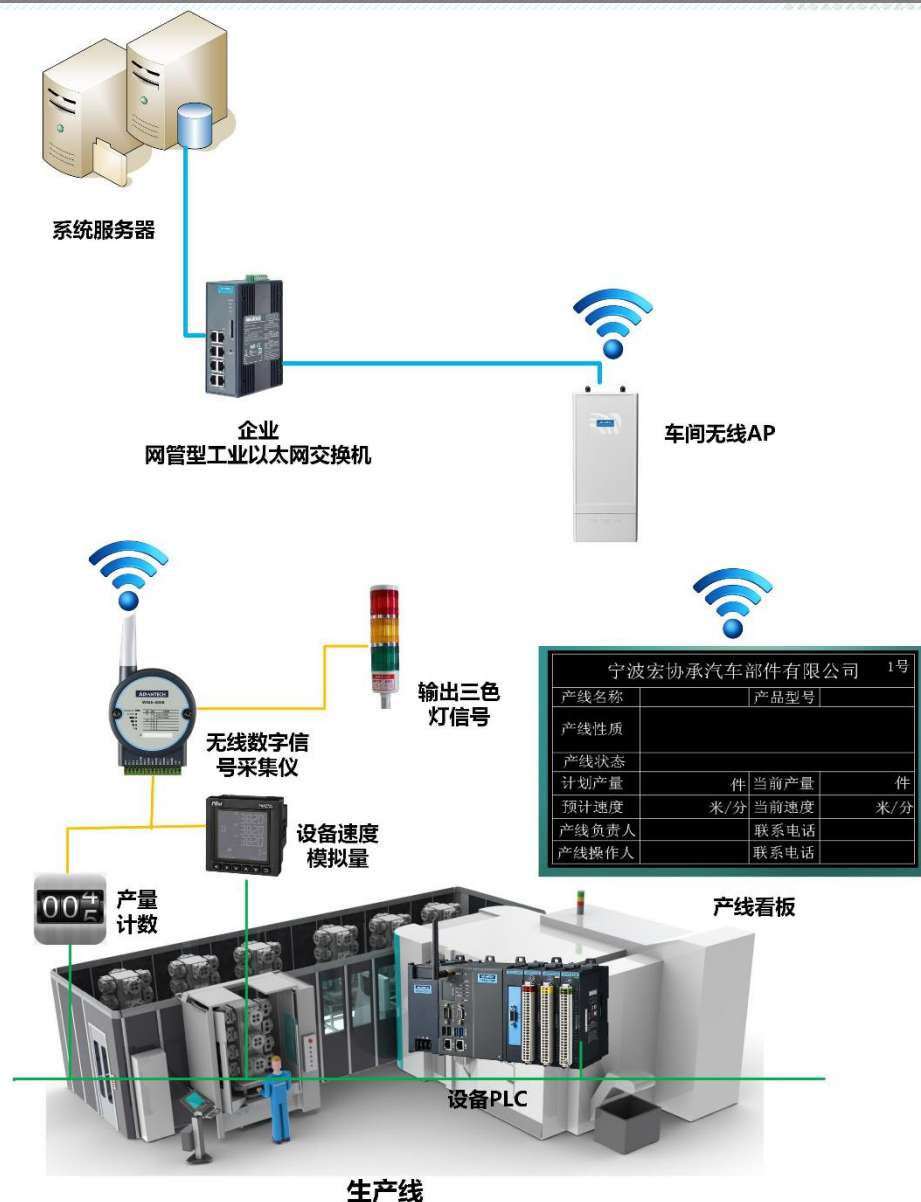 系统服务器
企业
网管型工业以太网交换机
车间无线AP
ADVANTECH
输出三色
灯信号
无线数字信
号采集仪
设备速度
模拟量
产量
计数
宁波宏协承汽车部件有限公司 1号
产线名称 产品型号
产线性质
产线状态
计划产量 件 当前产量 件
预计速度 米/分 当前速度 米/分
产线负责人 联系电话
产线操作人 联系电话
产线看板
设备PLC
生产线